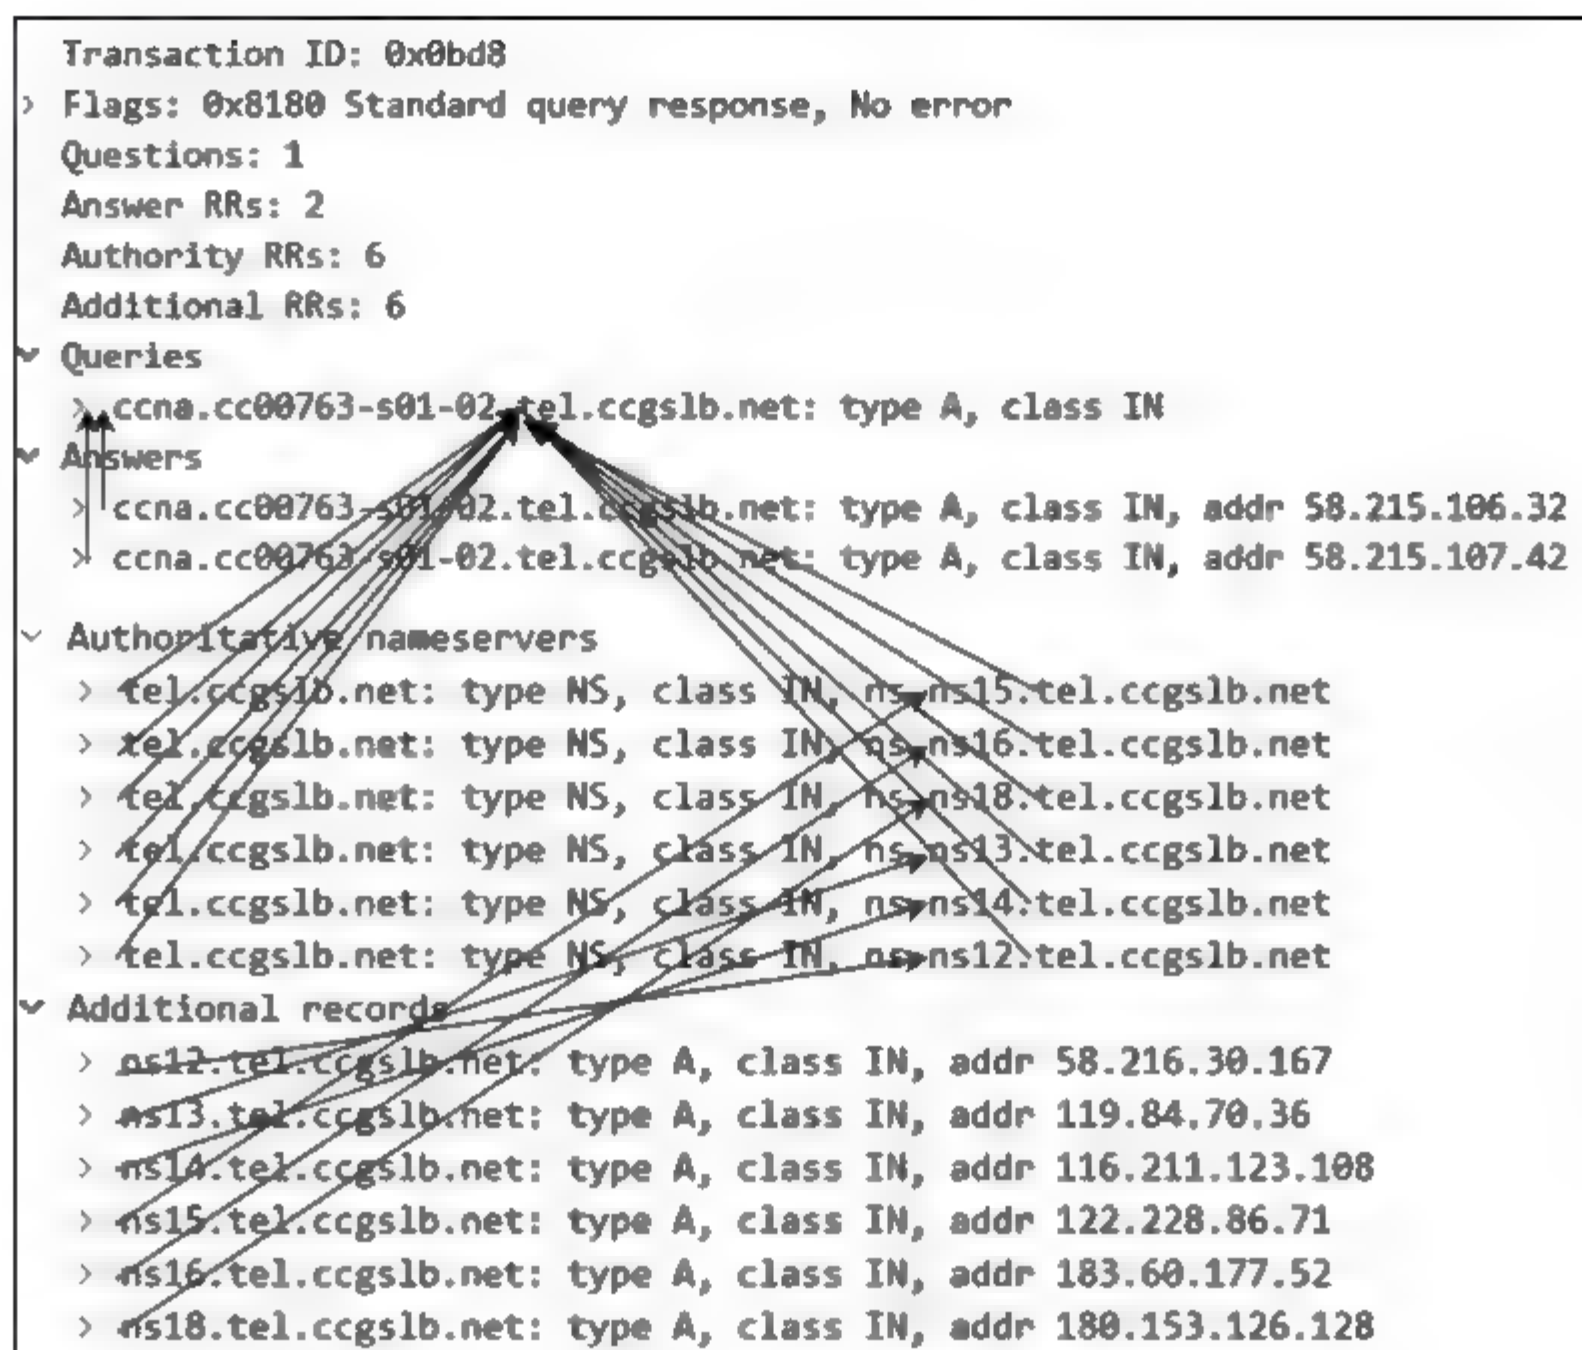 Transaction ID: 0x0bd8
Flags: 0x8180 Standard query response, No error
Questions: 1
Answer RRs: 2
Authority RRs: 6
Additional RRs: 6
Queries
ccna.cc00763-s01-02.tel.ccgslb.net: type A, class IN
Answers
ccna.cc00763-s01-02.tel.ccgslb.net: type A, class IN, addr 58.215.106.32
ccna.cc00763-s01-02.tel.ccgslb.net: type A, class IN, addr 58.215.107.42
Authoritative nameservers
tel.ccgslb.net: type NS, class IN, ns ns15.tel.ccgslb.net
tel.ccgslb.net: type NS, class IN, ns ns16.tel.ccgslb.net
tel.ccgslb.net: type NS, class IN, ns ns18.tel.ccgslb.net
tel.ccgslb.net: type NS, class IN, ns ns13.tel.ccgslb.net
tel.ccgslb.net: type NS, class IN, ns ns14.tel.ccgslb.net
tel.ccgslb.net: type NS, class IN, ns ns12.tel.ccgslb.net
Additional records
ns12.tel.ccgslb.net: type A, class IN, addr 58.216.30.167
ns13.tel.ccgslb.net: type A, class IN, addr 119.84.70.36
ns14.tel.ccgslb.net: type A, class IN, addr 116.211.123.108
ns15.tel.ccgslb.net: type A, class IN, addr 122.228.86.71
ns16.tel.ccgslb.net: type A, class IN, addr 183.60.177.52
ns18.tel.ccgslb.net: type A, class IN, addr 180.153.126.128